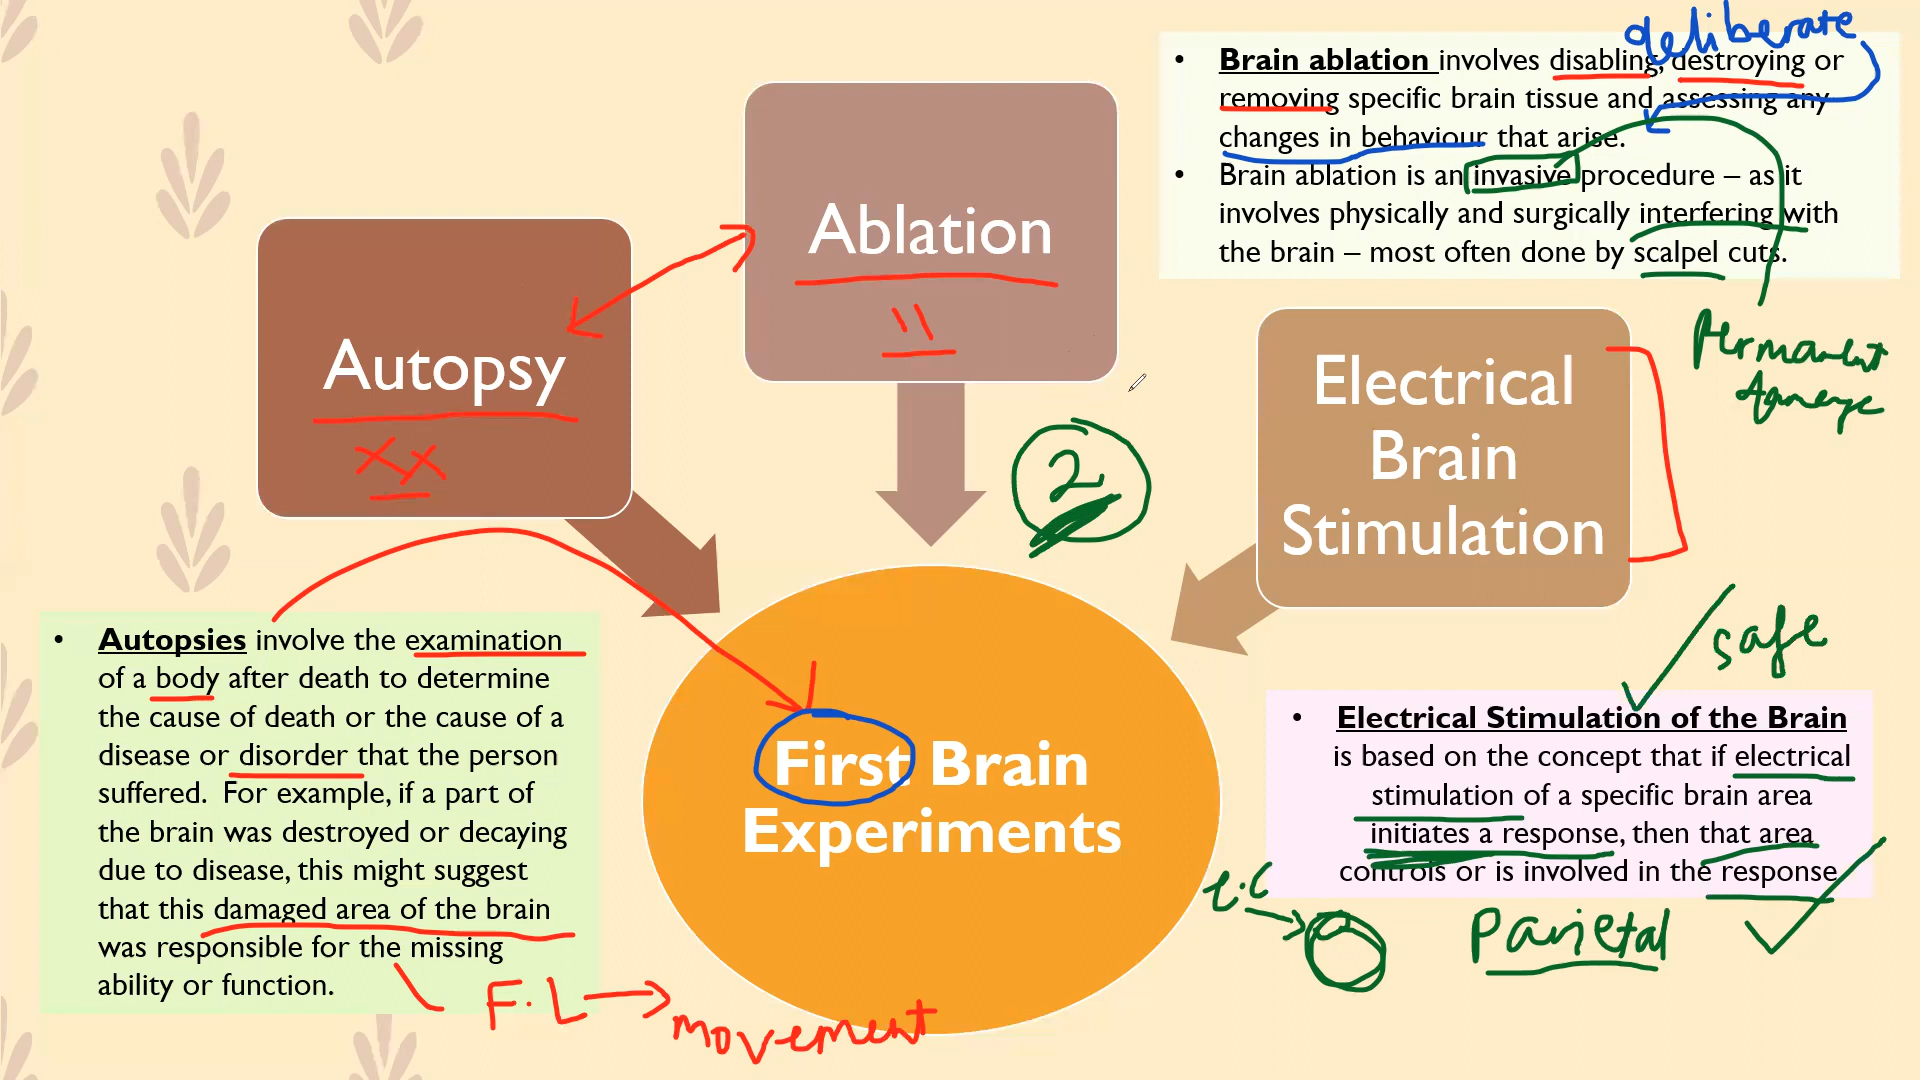 deliberate
• Brain ablation involves disabling, destroying or
removing specific brain tissue and assessing any
changes in behaviour that arise.
• Brain ablation is an invasive procedure – as it
involves physically and surgically interfering with
the brain – most often done by scalpel cuts.
Permanent
Ablation
Autopsy
xx
Electrical
Brain
Stimulation
2
safe
• Autopsies involve the examination
of a body after death to determine
the cause of death or the cause of a
disease or disorder that the person
suffered. For example, if a part of
the brain was destroyed or decaying
due to disease, this might suggest
that this damaged area of the brain
was responsible for the missing
ability or function.
F.L
movement
First Brain
Experiments
• Electrical Stimulation of the Brain
is based on the concept that if electrical
stimulation of a specific brain area
initiates a response, then that area
controls or is involved in the response
Parietal